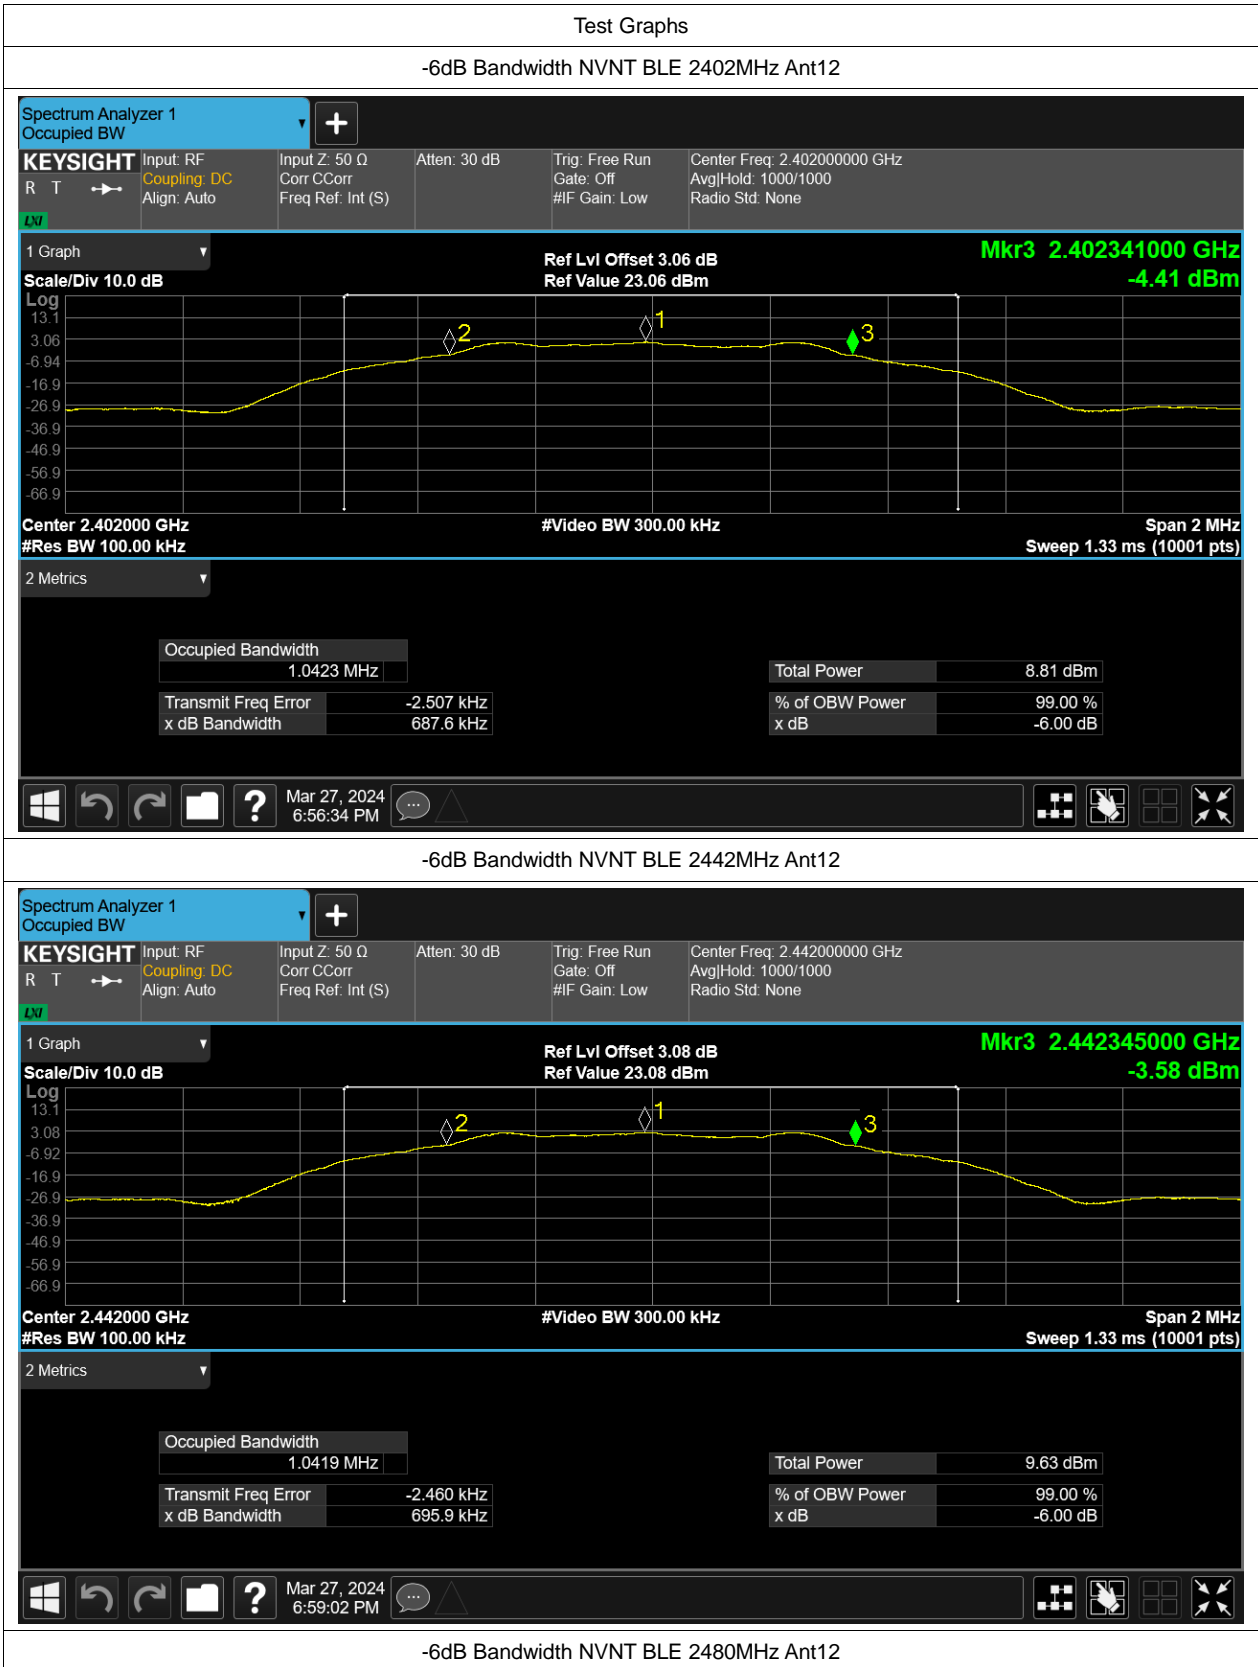 Test Graphs
-6dB Bandwidth NVNT BLE 2402MHz Ant12
Spectrum Analyzer 1
Occupied BW
KEYSIGHT Input: RF Input Z: 50 Ω Atten: 30 dB Trig: Free Run Center Freq: 2.402000000 GHz
R T Coupling: DC Corr CCorr Gate: Off Avg|Hold: 1000/1000
Align: Auto Freq Ref: Int (S) #IF Gain: Low Radio Std: None
LXI
1 Graph Ref Lvl Offset 3.06 dB Mkr3 2.402341000 GHz
Scale/Div 10.0 dB Ref Value 23.06 dBm -4.41 dBm
Log
13.1
3.06
-6.94
-16.9
-26.9
-36.9
-46.9
-56.9
-66.9
2 1 3
Center 2.402000 GHz #Video BW 300.00 kHz Span 2 MHz
#Res BW 100.00 kHz Sweep 1.33 ms (10001 pts)
2 Metrics
Occupied Bandwidth
1.0423 MHz Total Power 8.81 dBm
Transmit Freq Error -2.507 kHz % of OBW Power 99.00 %
x dB Bandwidth 687.6 kHz x dB -6.00 dB
Mar 27, 2024
6:56:34 PM
-6dB Bandwidth NVNT BLE 2442MHz Ant12
Spectrum Analyzer 1
Occupied BW
KEYSIGHT Input: RF Input Z: 50 Ω Atten: 30 dB Trig: Free Run Center Freq: 2.442000000 GHz
R T Coupling: DC Corr CCorr Gate: Off Avg|Hold: 1000/1000
Align: Auto Freq Ref: Int (S) #IF Gain: Low Radio Std: None
LXI
1 Graph Ref Lvl Offset 3.08 dB Mkr3 2.442345000 GHz
Scale/Div 10.0 dB Ref Value 23.08 dBm -3.58 dBm
Log
13.1
3.08
-6.92
-16.9
-26.9
-36.9
-46.9
-56.9
-66.9
2 1 3
Center 2.442000 GHz #Video BW 300.00 kHz Span 2 MHz
#Res BW 100.00 kHz Sweep 1.33 ms (10001 pts)
2 Metrics
Occupied Bandwidth
1.0419 MHz Total Power 9.63 dBm
Transmit Freq Error -2.460 kHz % of OBW Power 99.00 %
x dB Bandwidth 695.9 kHz x dB -6.00 dB
Mar 27, 2024
6:59:02 PM
-6dB Bandwidth NVNT BLE 2480MHz Ant12